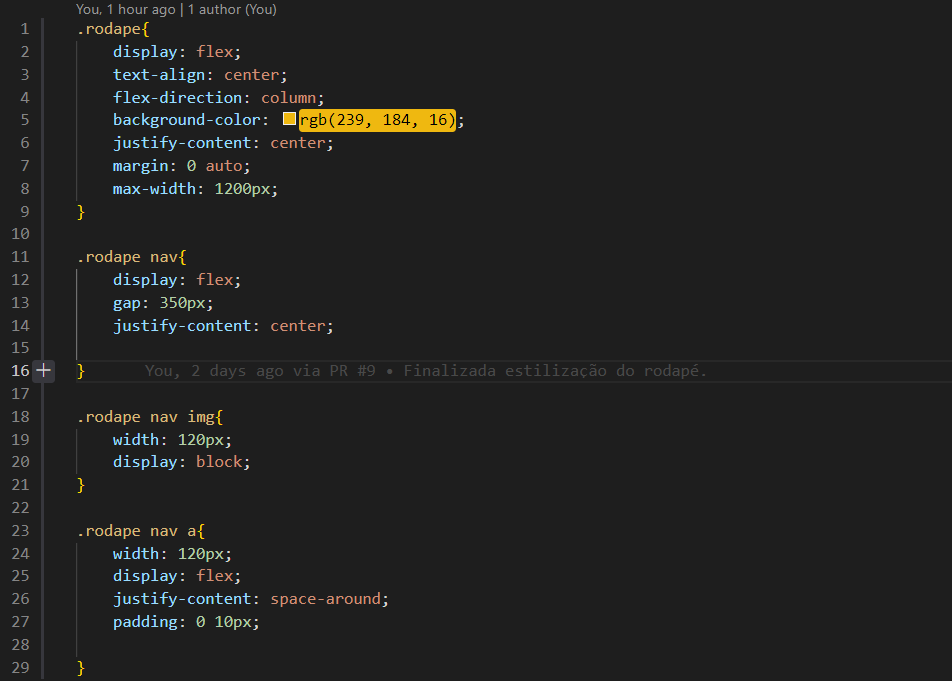 You, 1 hour ago | 1 author (You)
1 .rodape{
2 display: flex;
3 text-align: center;
4 flex-direction: column;
5 background-color: rgb(239, 184, 16);
6 justify-content: center;
7 margin: 0 auto;
8 max-width: 1200px;
9 }
10
11 .rodape nav{
12 display: flex;
13 gap: 350px;
14 justify-content: center;
15
16 } You, 2 days ago via PR #9 • Finalizada estilização do rodapé.
17
18 .rodape nav img{
19 width: 120px;
20 display: block;
21 }
22
23 .rodape nav a{
24 width: 120px;
25 display: flex;
26 justify-content: space-around;
27 padding: 0 10px;
28
29 }